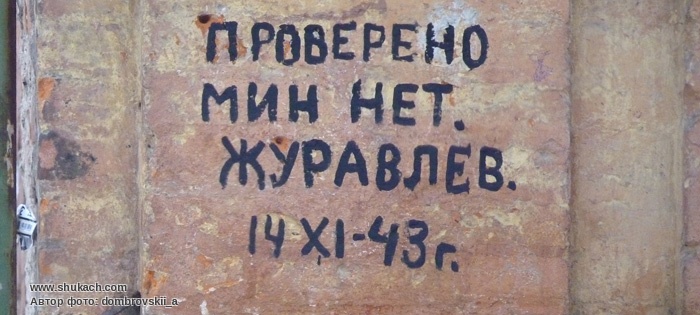 ПРОВЕРЕНО
МИН НЕТ.
ЖУРАВЛЕВ.
14 XI-43г.
www.shukach.com
Автор фото: dombrovskii_a